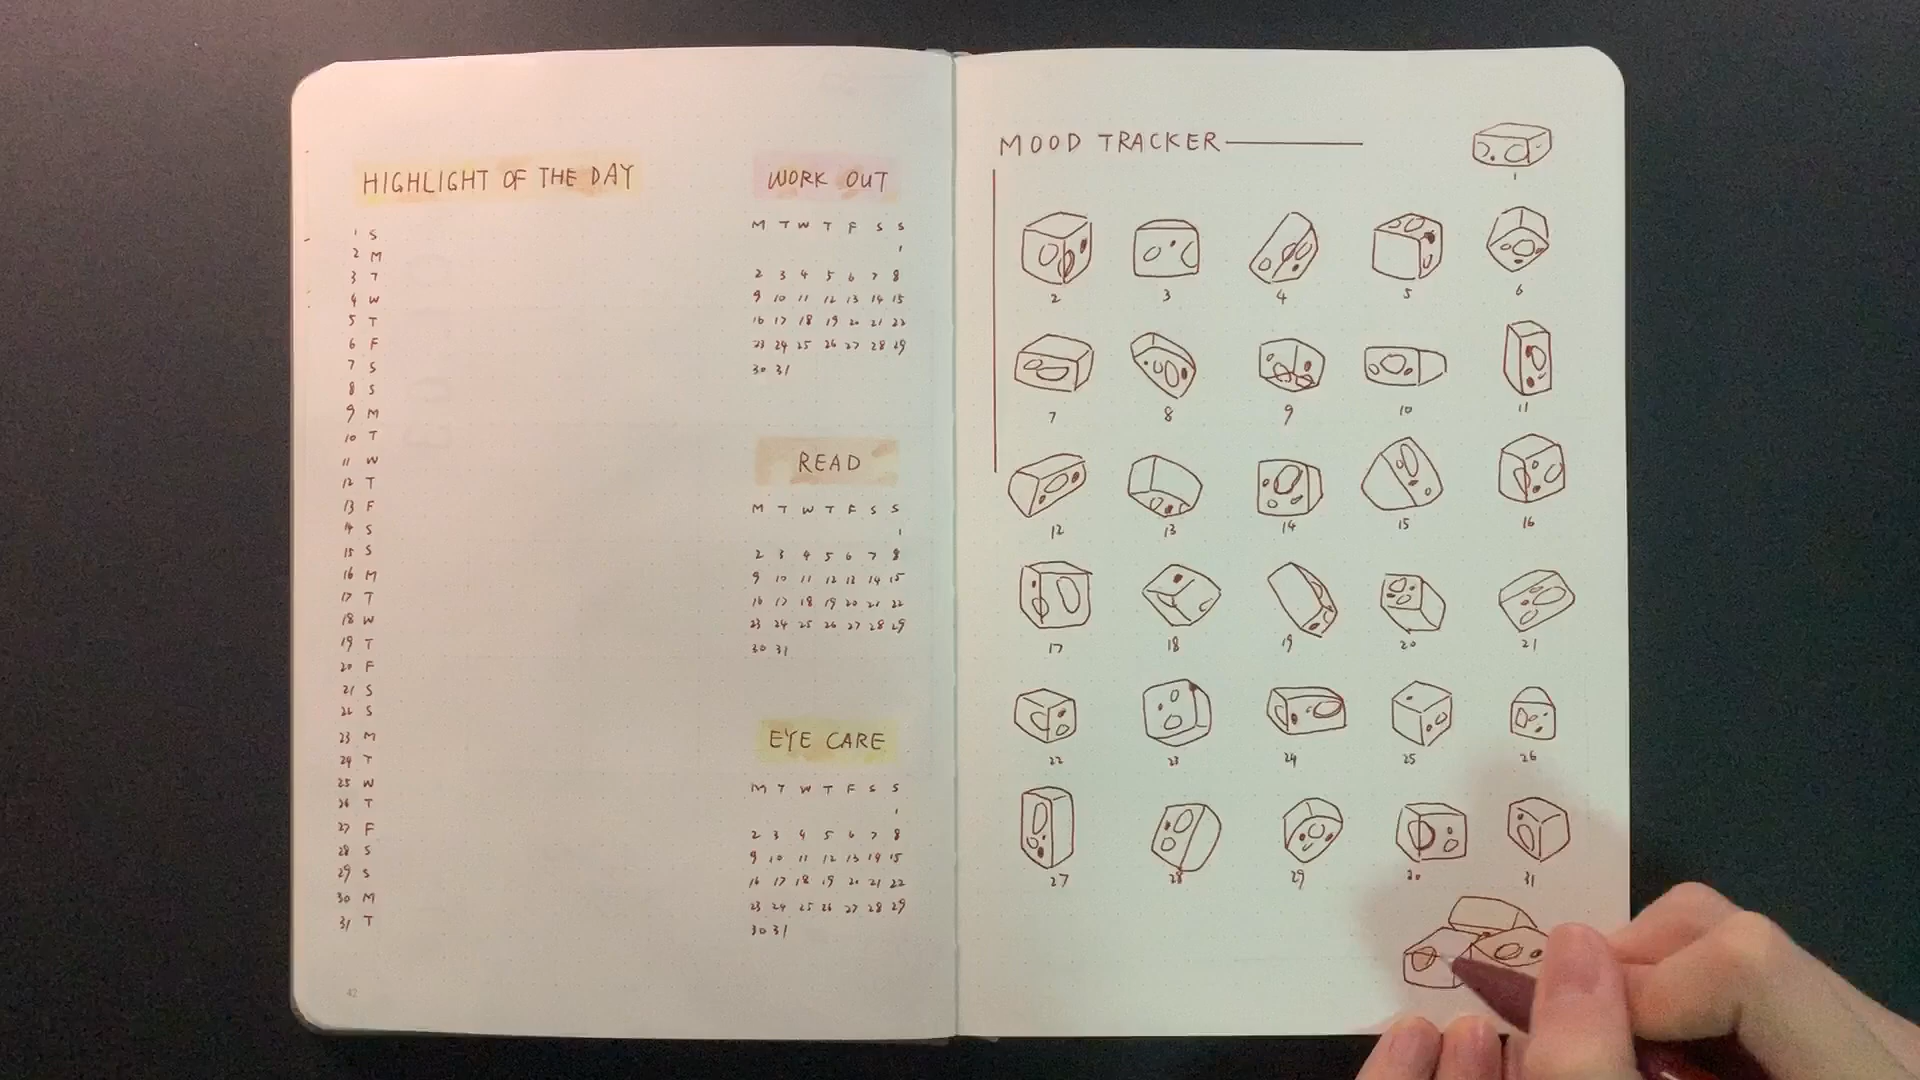 HIGHLIGHT OF THE DAY
1 S
2 M
3 T
4 W
5 T
6 F
7 S
8 S
9 M
10 T
11 W
12 T
13 F
14 S
15 S
16 M
17 T
18 W
19 T
20 F
21 S
22 S
23 M
24 T
25 W
26 T
27 F
28 S
29 S
30 M
31 T
42
WORK OUT
M T W T F S S
1
2 3 4 5 6 7 8
9 10 11 12 13 14 15
16 17 18 19 20 21 22
23 24 25 26 27 28 29
30 31
READ
M T W T F S S
1
2 3 4 5 6 7 8
9 10 11 12 13 14 15
16 17 18 19 20 21 22
23 24 25 26 27 28 29
30 31
EYE CARE
M T W T F S S
1
2 3 4 5 6 7 8
9 10 11 12 13 14 15
16 17 18 19 20 21 22
23 24 25 26 27 28 29
30 31
MOOD TRACKER
1
2 3 4 5 6
7 8 9 10 11
12 13 14 15 16
17 18 19 20 21
22 23 24 25 26
27 28 29 30 31